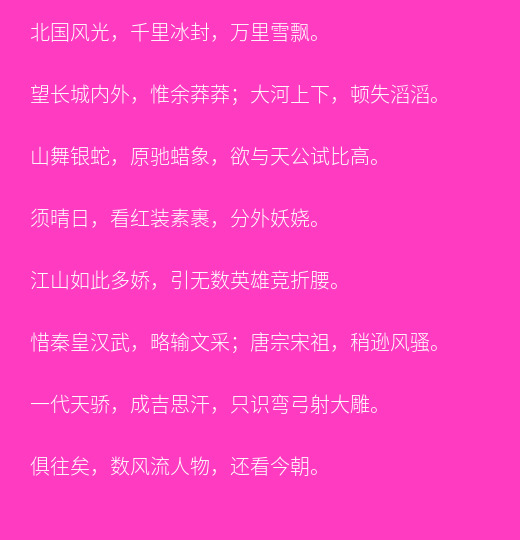 北国风光，千里冰封，万里雪飘。
望长城内外，惟余莽莽；大河上下，顿失滔滔。
山舞银蛇，原驰蜡象，欲与天公试比高。
须晴日，看红装素裹，分外妖娆。
江山如此多娇，引无数英雄竞折腰。
惜秦皇汉武，略输文采；唐宗宋祖，稍逊风骚。
一代天骄，成吉思汗，只识弯弓射大雕。
俱往矣，数风流人物，还看今朝。